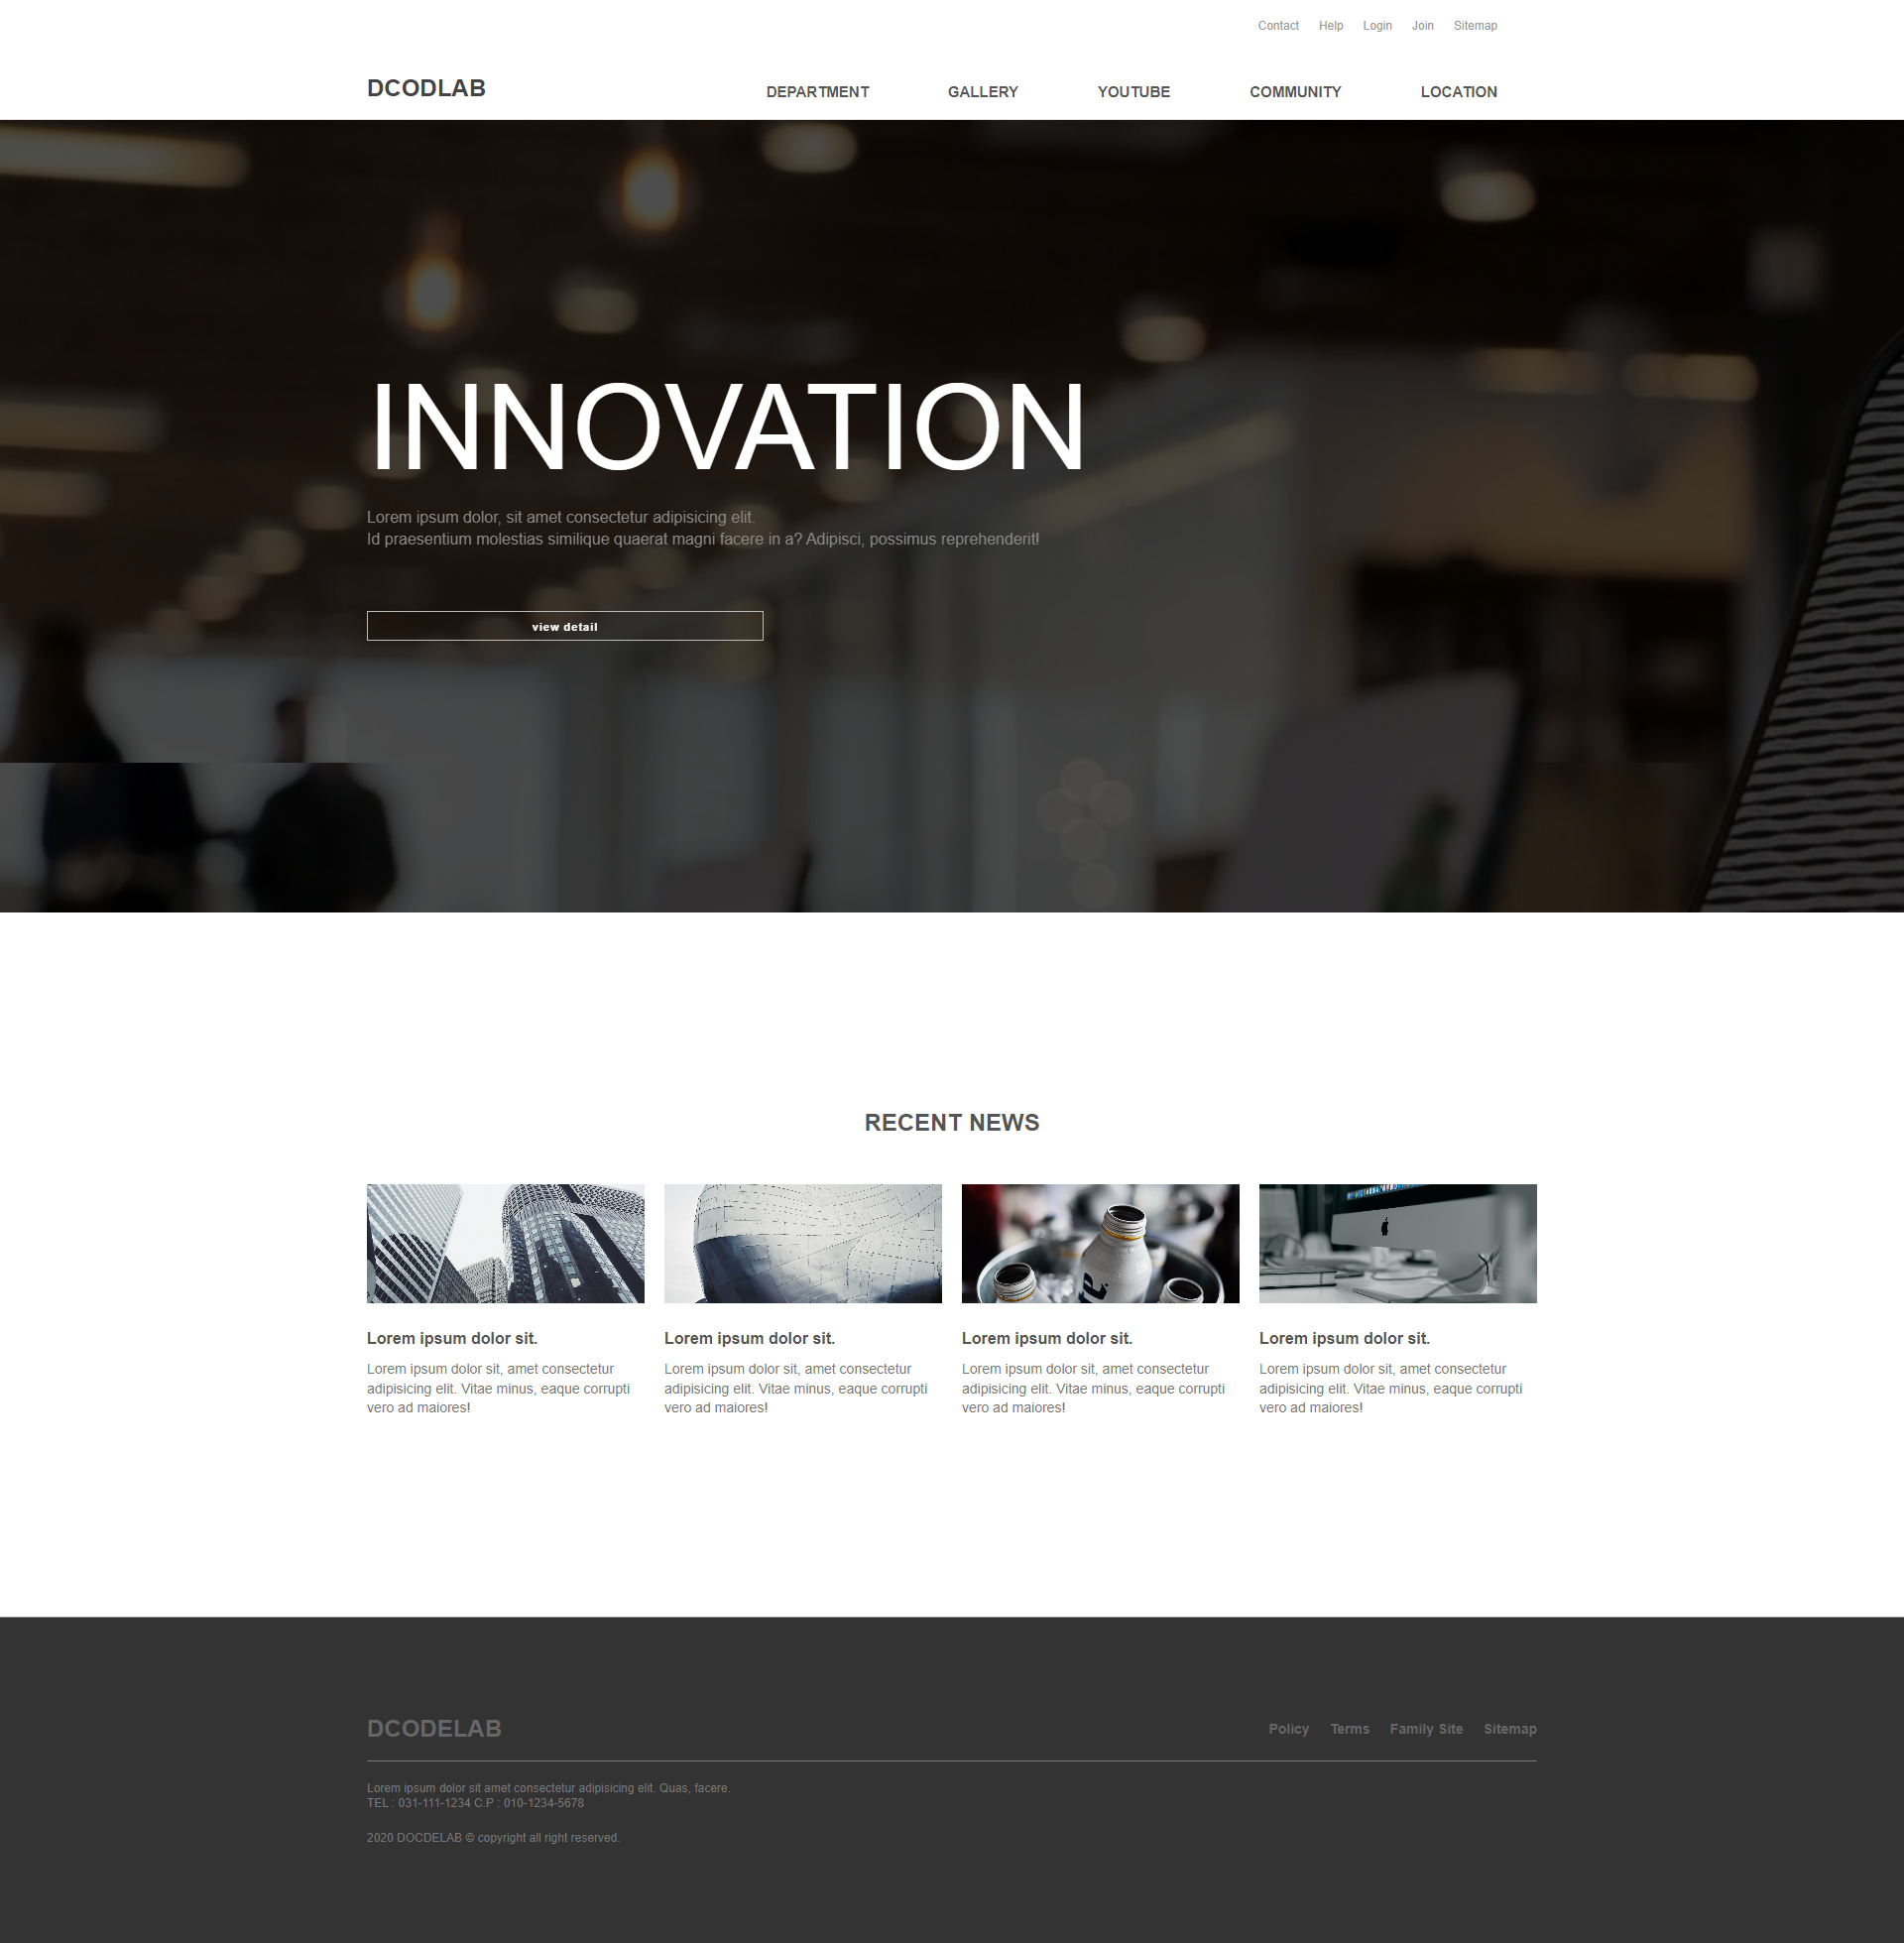 Contact Help Login Join Sitemap
DCODLAB
DEPARTMENT GALLERY YOUTUBE COMMUNITY LOCATION
INNOVATION
Lorem ipsum dolor, sit amet consectetur adipisicing elit.
Id praesentium molestias similique quaerat magni facere in a? Adipisci, possimus reprehenderit!
view detail
RECENT NEWS
Lorem ipsum dolor sit.
Lorem ipsum dolor sit, amet consectetur
adipisicing elit. Vitae minus, eaque corrupti
vero ad maiores!
Lorem ipsum dolor sit.
Lorem ipsum dolor sit, amet consectetur
adipisicing elit. Vitae minus, eaque corrupti
vero ad maiores!
Lorem ipsum dolor sit.
Lorem ipsum dolor sit, amet consectetur
adipisicing elit. Vitae minus, eaque corrupti
vero ad maiores!
Lorem ipsum dolor sit.
Lorem ipsum dolor sit, amet consectetur
adipisicing elit. Vitae minus, eaque corrupti
vero ad maiores!
DCODELAB
Policy Terms Family Site Sitemap
Lorem ipsum dolor sit amet consectetur adipisicing elit. Quas, facere.
TEL : 031-111-1234 C.P : 010-1234-5678
2020 DOCDELAB © copyright all right reserved.